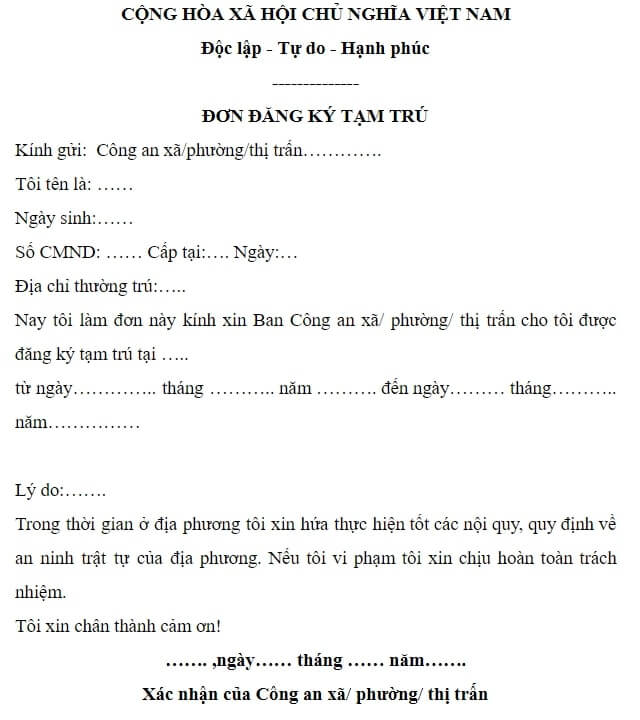 CỘNG HÒA XÃ HỘI CHỦ NGHĨA VIỆT NAM
Độc lập - Tự do - Hạnh phúc
--------------
ĐƠN ĐĂNG KÝ TẠM TRÚ
Kính gửi:  Công an xã/phường/thị trấn………….
Tôi tên là: ……
Ngày sinh:……
Số CMND: …… Cấp tại:…. Ngày:…
Địa chỉ thường trú:…..
Nay tôi làm đơn này kính xin Ban Công an xã/ phường/ thị trấn cho tôi được
đăng ký tạm trú tại …..
từ ngày………….. tháng ……….. năm ………. đến ngày……… tháng………..
năm……………
Lý do:…….
Trong thời gian ở địa phương tôi xin hứa thực hiện tốt các nội quy, quy định về
an ninh trật tự của địa phương. Nếu tôi vi phạm tôi xin chịu hoàn toàn trách
nhiệm.
Tôi xin chân thành cảm ơn!
……. ,ngày…… tháng …… năm…….
Xác nhận của Công an xã/ phường/ thị trấn